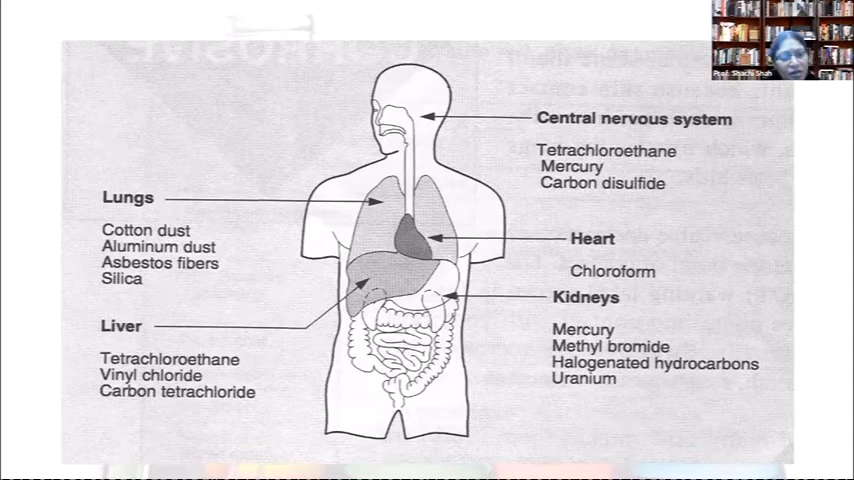 Prof. Shachi Shah
Central nervous system
Tetrachloroethane
Mercury
Carbon disulfide
Lungs
Cotton dust
Aluminum dust
Asbestos fibers
Silica
Heart
Chloroform
Kidneys
Mercury
Methyl bromide
Halogenated hydrocarbons
Uranium
Liver
Tetrachloroethane
Vinyl chloride
Carbon tetrachloride